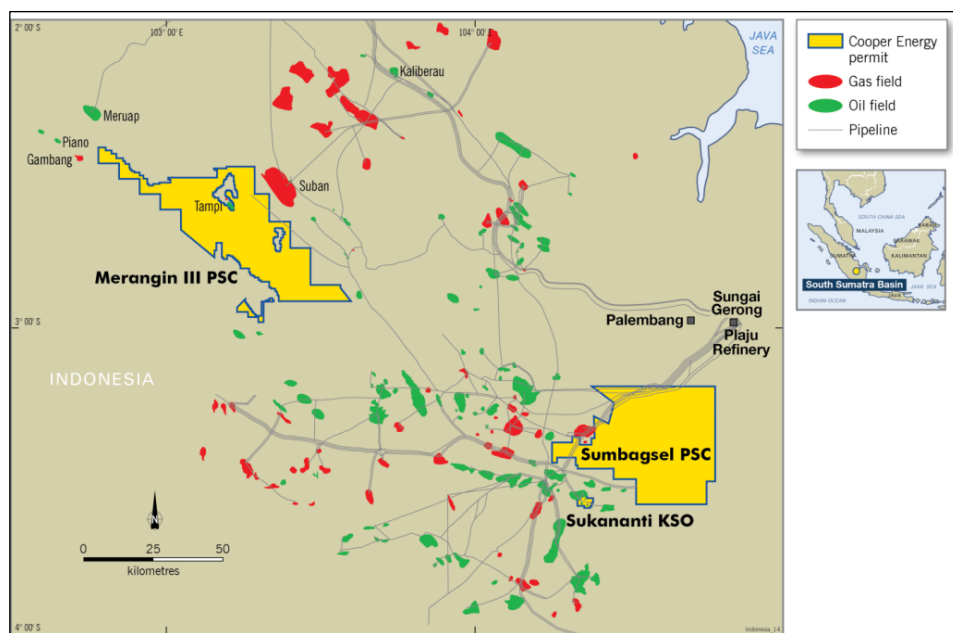 2° 00' S
103° 00' E
104° 00' E
JAVA
SEA
Kaliberau
Meruap
Piano
Gambang
Suban
Tampi
Merangin III PSC
Sungai
Gerong
Palembang
Plaju
Refinery
3° 00' S
INDONESIA
Sumbagsel PSC
Sukananti KSO
N
0 25 50
kilometres
4° 00' S
Indonesia_14
Cooper Energy
permit
Gas field
Oil field
Pipeline
SOUTH CHINA SEA
MALAYSIA
SABAH
SARAWAK
SUMATRA
KALIMANTAN
South Sumatra Basin
JAVA SEA
INDIAN OCEAN
JAVA